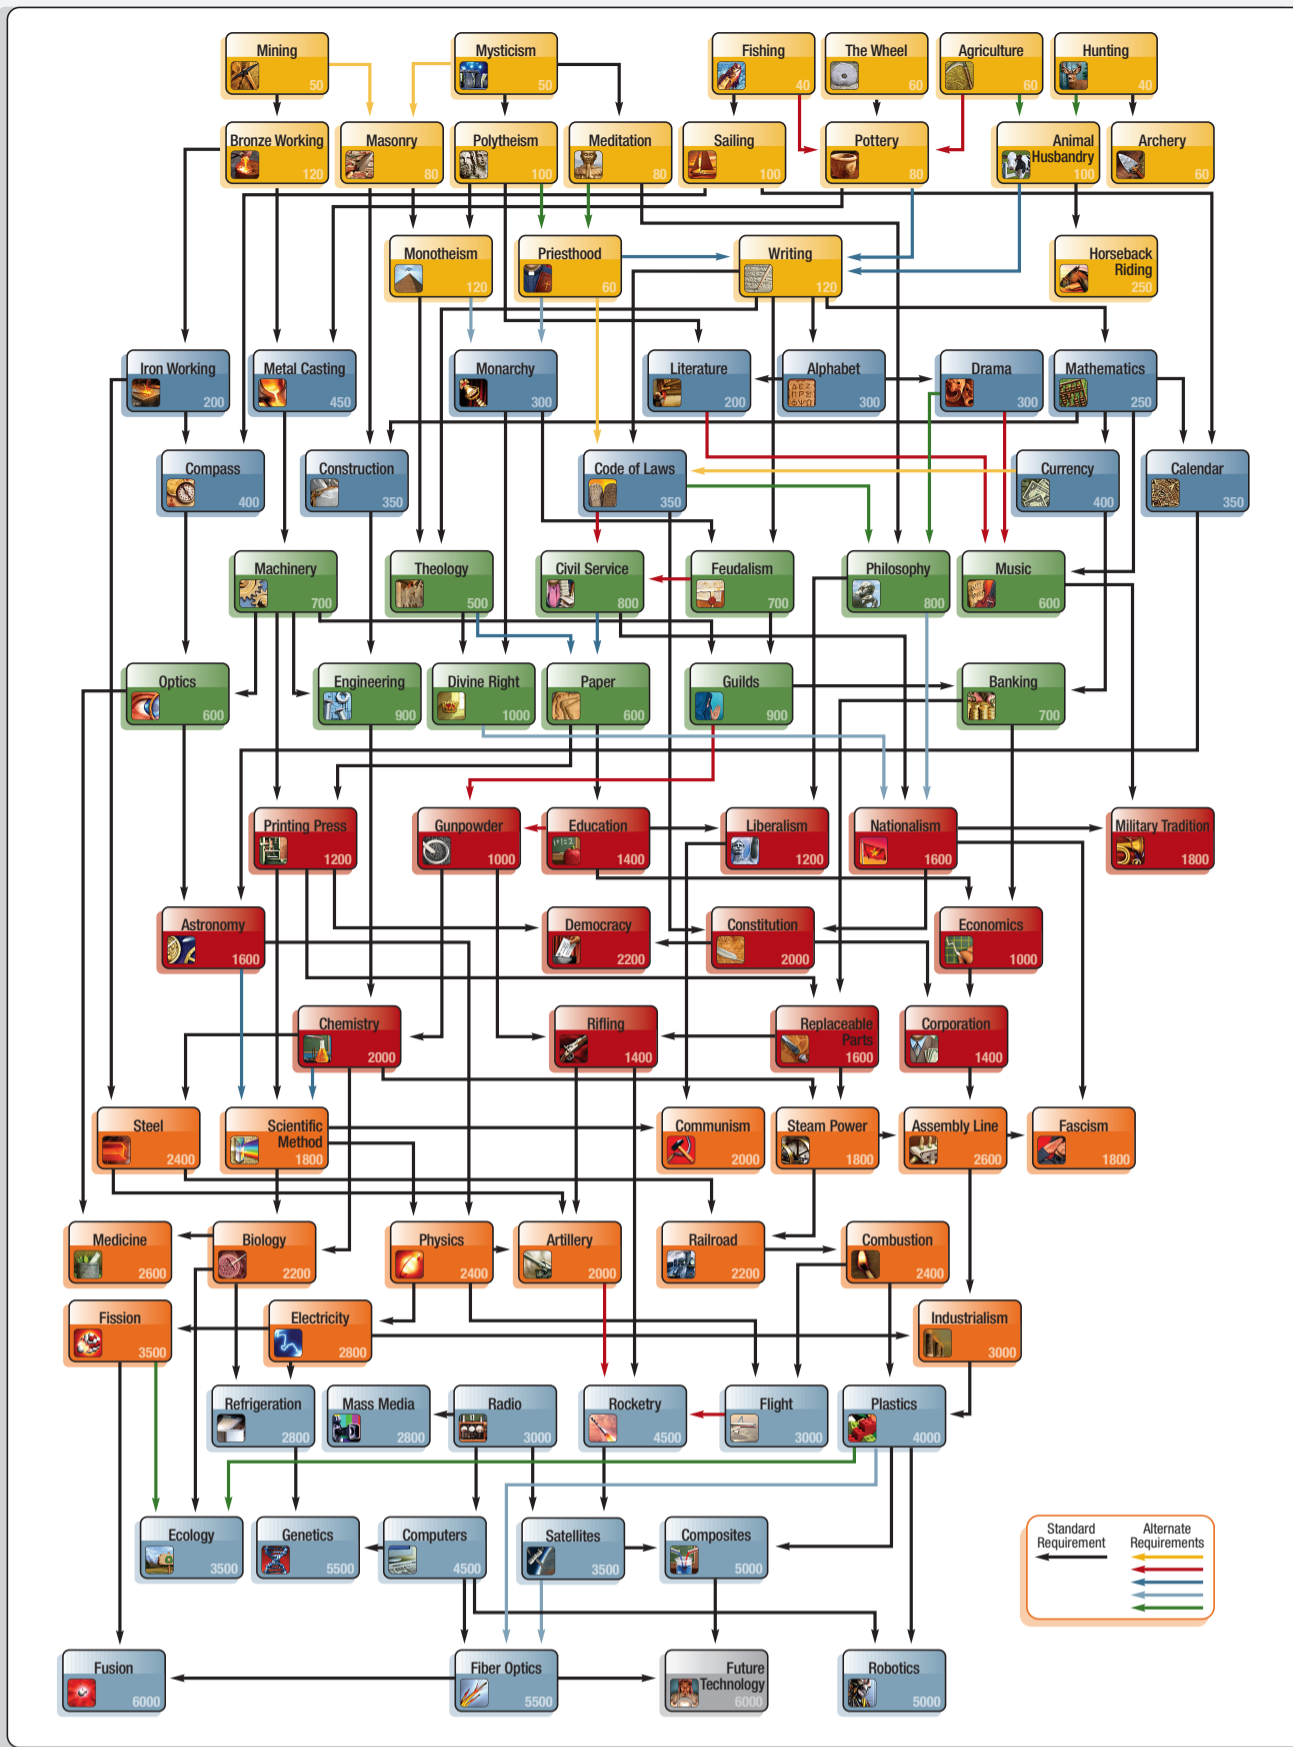 Mining
50
Mysticism
50
Fishing
40
The Wheel
60
Agriculture
60
Hunting
40
Bronze Working
120
Masonry
80
Polytheism
100
Meditation
80
Sailing
100
Pottery
80
Animal
Husbandry
100
Archery
60
Monotheism
120
Priesthood
60
Writing
120
Horseback
Riding
250
Iron Working
200
Metal Casting
450
Monarchy
300
Literature
200
Alphabet
300
Drama
300
Mathematics
250
Compass
400
Construction
350
Code of Laws
350
Currency
400
Calendar
350
Machinery
700
Theology
500
Civil Service
800
Feudalism
700
Philosophy
800
Music
600
Optics
600
Engineering
900
Divine Right
1000
Paper
600
Guilds
900
Banking
700
Printing Press
1200
Gunpowder
1000
Education
1400
Liberalism
1200
Nationalism
1600
Military Tradition
1800
Astronomy
1600
Democracy
2200
Constitution
2000
Economics
1000
Chemistry
2000
Rifling
1400
Replaceable
Parts
1600
Corporation
1400
Steel
2400
Scientific
Method
1800
Communism
2000
Steam Power
1800
Assembly Line
2600
Fascism
1800
Medicine
2600
Biology
2200
Physics
2400
Artillery
2000
Railroad
2200
Combustion
2400
Fission
3500
Electricity
2800
Industrialism
3000
Refrigeration
2800
Mass Media
2800
Radio
3000
Rocketry
4500
Flight
3000
Plastics
4000
Ecology
3500
Genetics
5500
Computers
4500
Satellites
3500
Composites
5000
Standard
Requirement
Alternate
Requirements
Fusion
6000
Fiber Optics
5500
Future
Technology
6000
Robotics
5000